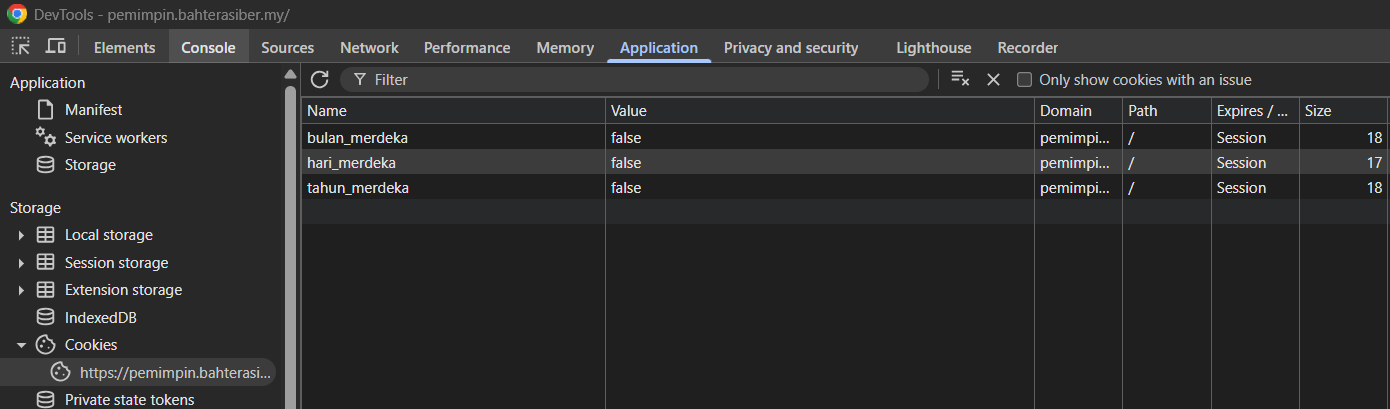 DevTools - pemimpin.bahterasiber.my/
Elements Console Sources Network Performance Memory Application Privacy and security Lighthouse Recorder
Application
Manifest
Service workers
Storage
Storage
Local storage
Session storage
Extension storage
IndexedDB
Cookies
https://pemimpin.bahterasi...
Private state tokens
Filter Only show cookies with an issue
Name Value Domain Path Expires / ... Size
bulan_merdeka false pemimpi... / Session 18
hari_merdeka false pemimpi... / Session 17
tahun_merdeka false pemimpi... / Session 18